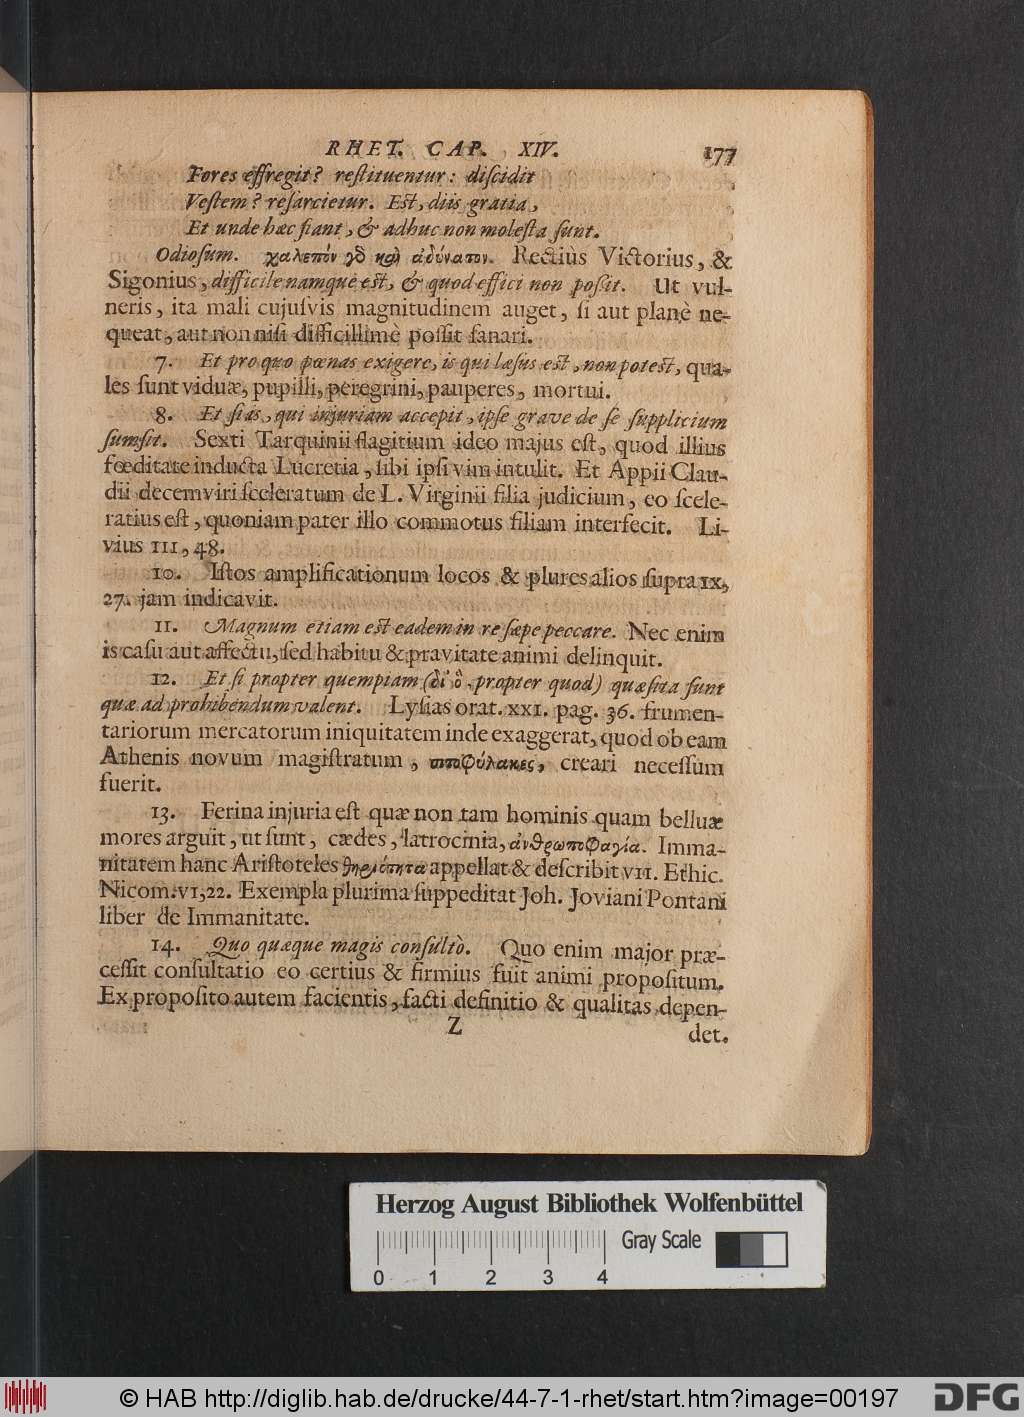 RHET. CAP. XIV. 177
Fores effregit? reſtituentur: diſcidit
Veſtem? reſarcietur. Eſt, diis gratia,
Et unde hæc fiant, & adhuc non moleſta ſunt.
Odioſum. χαλεπὸν γὸ καὶ ἀδύνατον. Rectiùs Victorius, &
Sigonius, difficile namque eſt, & quod effici non poſſit. Ut vul-
neris, ita mali cujuſvis magnitudinem auget, ſi aut planè ne-
queat, aut non niſi difficillimè poſſit ſanari.
7. Et pro quo pœnas exigere, is qui læſus eſt, non poteſt, qua-
les ſunt viduæ, pupilli, peregrini, pauperes, mortui.
8. Et ſi as, qui injuriam accepit, ipſe grave de ſe ſupplicium
ſumſit. Sexti Tarquinii flagitium ideo majus eſt, quod illius
fœditate inducta Lucretia, ſibi ipſi vim intulit. Et Appii Clau-
dii decemviri ſceleratum de L. Virginii filia judicium, eo ſcele-
ratius eſt, quoniam pater illo commotus filiam interfecit. Li-
vius III, 48.
10. Iſtos amplificationum locos & plures alios ſupra IX,
27. jam indicavit.
11. Magnum etiam eſt eadem in re ſæpe peccare. Nec enim
is caſu aut affectu, ſed habitu & pravitate animi delinquit.
12. Et ſi propter quempiam (δι' ὃ. propter quod) quæſita ſunt
quæ ad prohibendum valent. Lyſias orat. XXI. pag. 36. frumen-
tariorum mercatorum iniquitatem inde exaggerat, quod ob eam
Athenis novum magiſtratum, σιτοφύλακες, creari neceſſum
fuerit.
13. Ferina injuria eſt quæ non tam hominis quam belluæ
mores arguit, ut ſunt, cædes, latrocinia, ἀνθρωποφαγία. Imma-
nitatem hanc Ariſtoteles θηριότητα appellat & deſcribit VII. Ethic.
Nicom. VI, 22. Exempla plurima ſuppeditat Joh. Joviani Pontani
liber de Immanitate.
14. Quo quæque magis conſultò. Quo enim major præ-
ceſſit conſultatio eo certius & firmius fuit animi propoſitum.
Ex propoſito autem facientis, facti definitio & qualitas depen-
Z
det.
Herzog August Bibliothek Wolfenbüttel
Gray Scale
0 1 2 3 4
© HAB http://diglib.hab.de/drucke/44-7-1-rhet/start.htm?image=00197
DFG